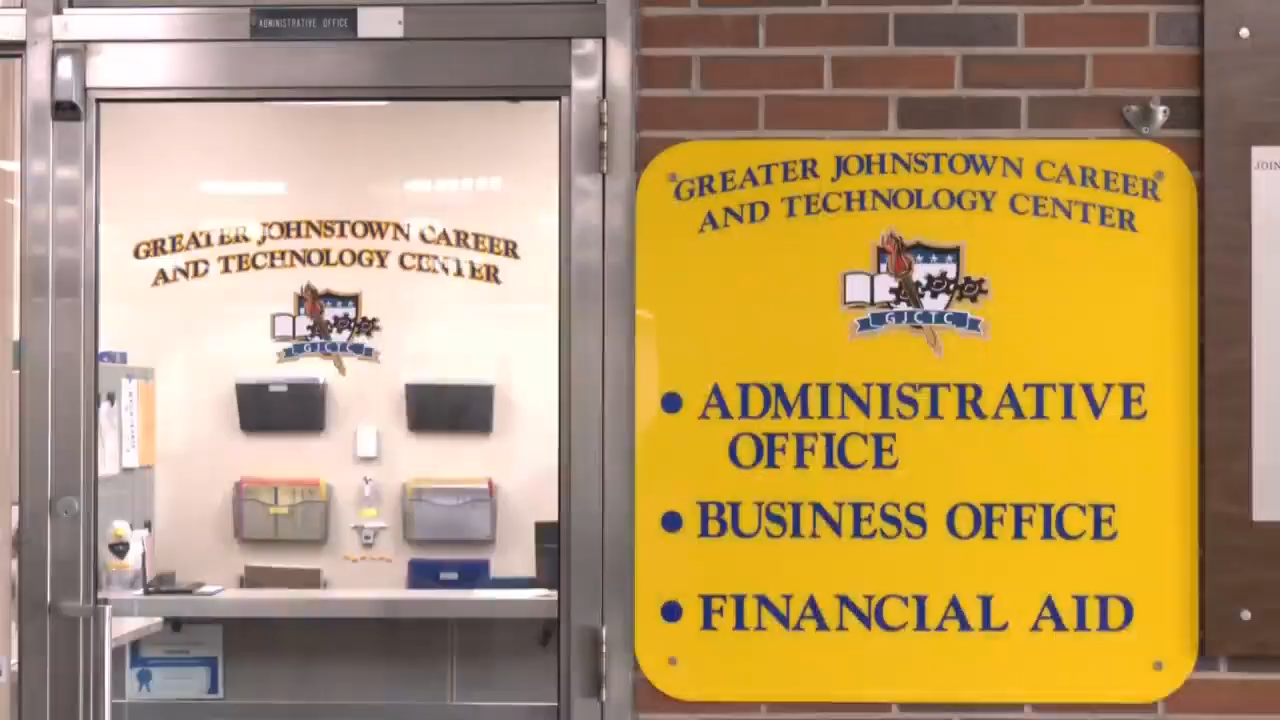 ADMINISTRATIVE OFFICE
GREATER JOHNSTOWN CAREER
AND TECHNOLOGY CENTER
GJCTC
GREATER JOHNSTOWN CAREER
AND TECHNOLOGY CENTER
GJCTC
• ADMINISTRATIVE
OFFICE
• BUSINESS OFFICE
• FINANCIAL AID
JOIN